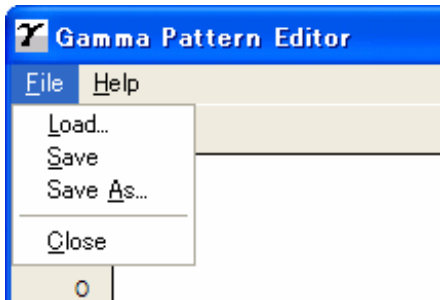 γ Gamma Pattern Editor
File Help
Load...
Save
Save As...
Close
0